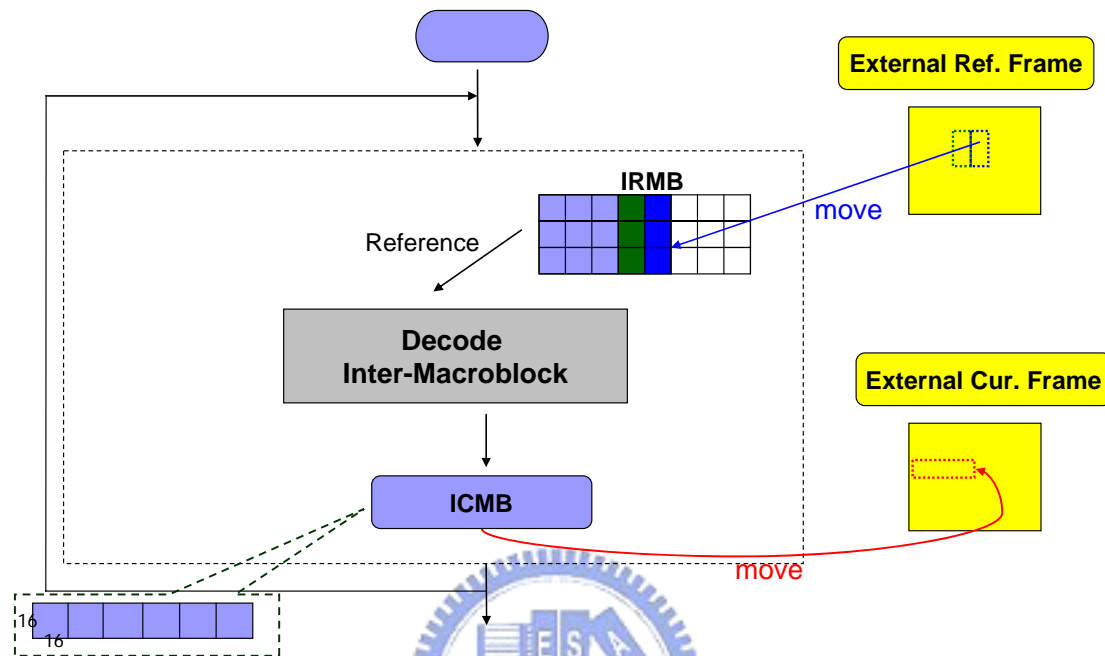 External Ref. Frame
IRMB
move
Reference
Decode
Inter-Macroblock
External Cur. Frame
ICMB
move
16
16
E S